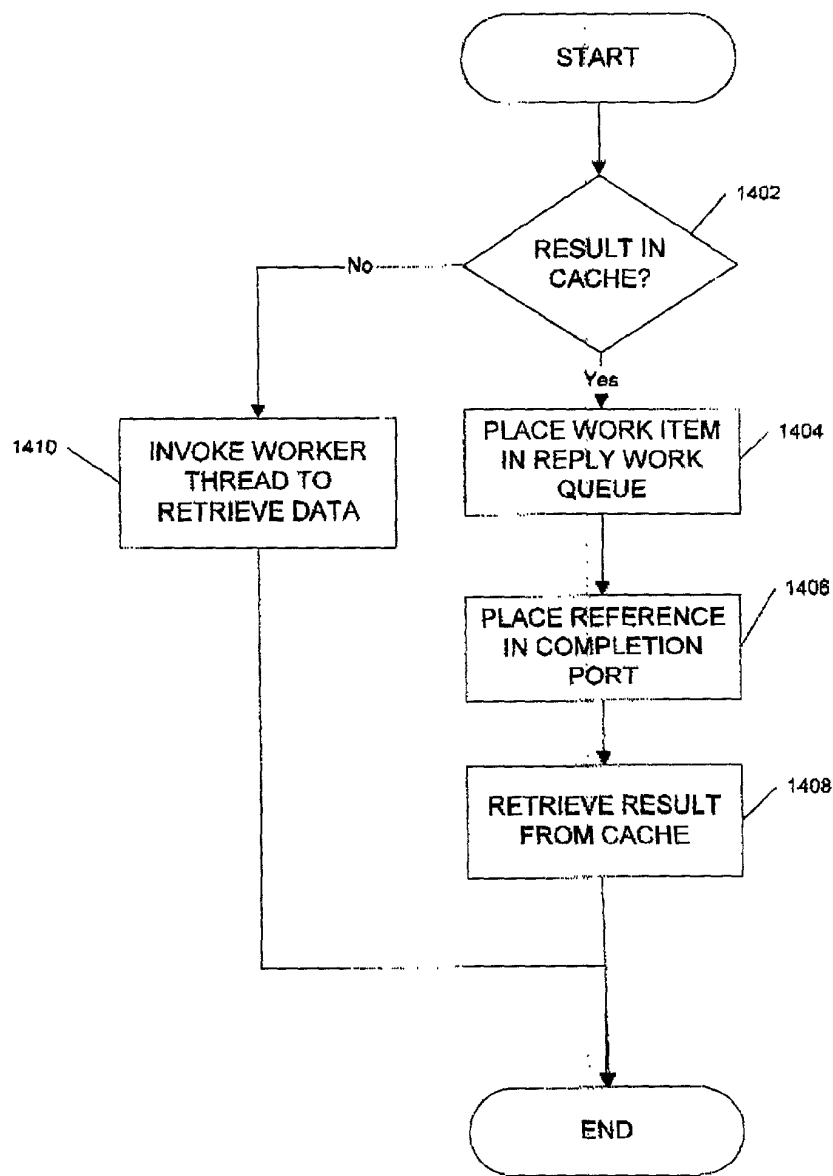 START
1402
RESULT IN
CACHE?
No
Yes
1410
INVOKE WORKER
THREAD TO
RETRIEVE DATA
PLACE WORK ITEM
IN REPLY WORK
QUEUE
1404
1406
PLACE REFERENCE
IN COMPLETION
PORT
1408
RETRIEVE RESULT
FROM CACHE
END